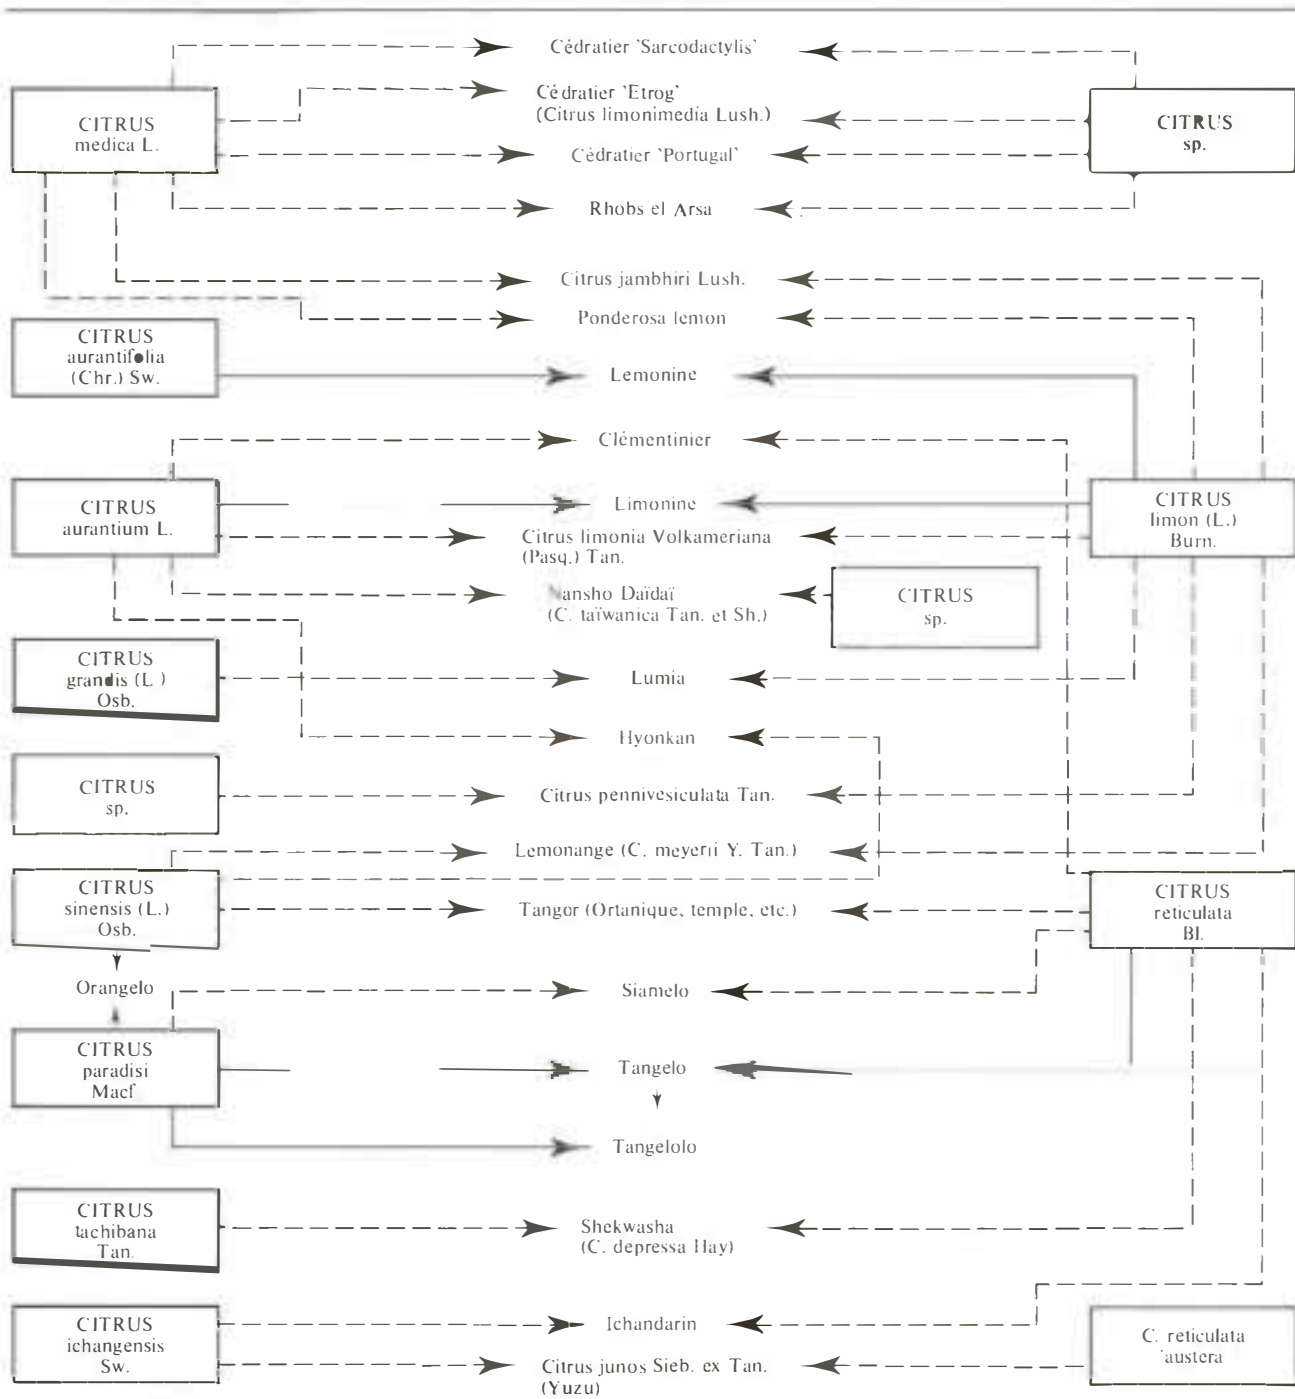 Cédratier 'Sarcodactylis'
CITRUS
medica L.
Cédratier 'Etrog'
(Citrus limonimedia Lush.)
CITRUS
sp.
Cédratier 'Portugal'
Rhobs el Arsa
Citrus jambhiri Lush.
Ponderosa lemon
CITRUS
aurantifolia
(Chr.) Sw.
Lemonine
Clémentinier
CITRUS
aurantium L.
Limonine
CITRUS
limon (L.)
Burn.
Citrus limonia Volkameriana
(Pasq.) Tan.
Nansho Daïdaï
(C. taïwanica Tan. et Sh.)
CITRUS
sp.
CITRUS
grandis (L.)
Osb.
Lumia
Hyonkan
CITRUS
sp.
Citrus pennivesiculata Tan.
Lemonange (C. meyerii Y. Tan.)
CITRUS
sinensis (L.)
Osb.
Tangor (Ortanique, temple, etc.)
CITRUS
reticulata
Bl.
Orangelo
Siamelo
CITRUS
paradisi
Macf
Tangelo
Tangelolo
CITRUS
tachibana
Tan.
Shekwasha
(C. depressa Hay)
CITRUS
ichangensis
Sw.
Ichandarin
Citrus junos Sieb. ex Tan.
(Yuzu)
C. reticulata
'austera